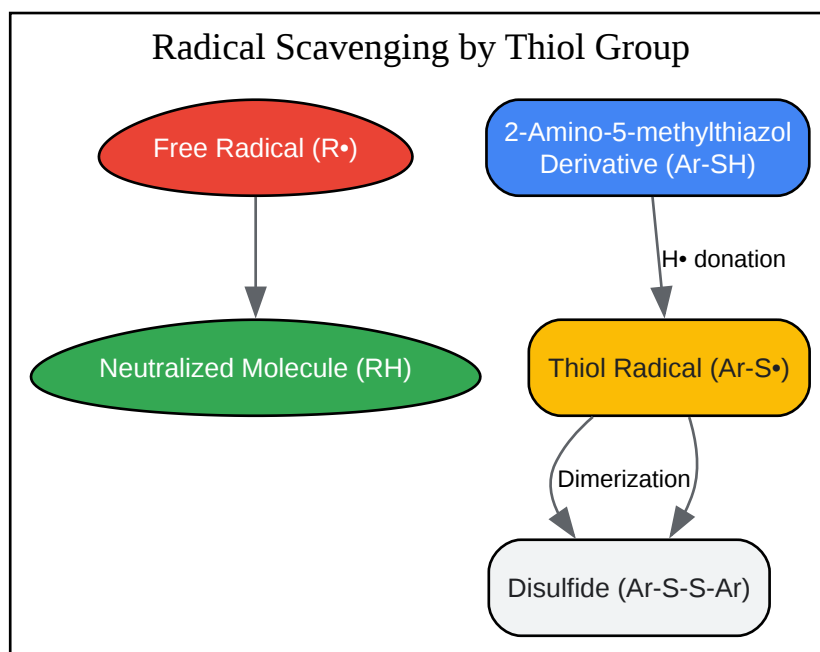 Radical Scavenging by Thiol Group
Free Radical (R•)
2-Amino-5-methylthiazol
Derivative (Ar-SH)
H• donation
Neutralized Molecule (RH)
Thiol Radical (Ar-S•)
Dimerization
Disulfide (Ar-S-S-Ar)